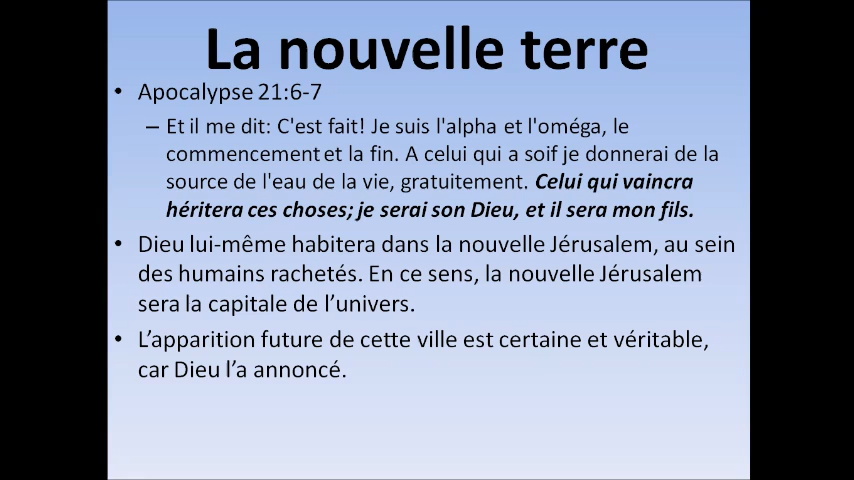 La nouvelle terre
• Apocalypse 21:6-7
– Et il me dit: C'est fait! Je suis l'alpha et l'oméga, le
commencement et la fin. A celui qui a soif je donnerai de la
source de l'eau de la vie, gratuitement. Celui qui vaincra
héritera ces choses; je serai son Dieu, et il sera mon fils.
• Dieu lui-même habitera dans la nouvelle Jérusalem, au sein
des humains rachetés. En ce sens, la nouvelle Jérusalem
sera la capitale de l’univers.
• L’apparition future de cette ville est certaine et véritable,
car Dieu l’a annoncé.